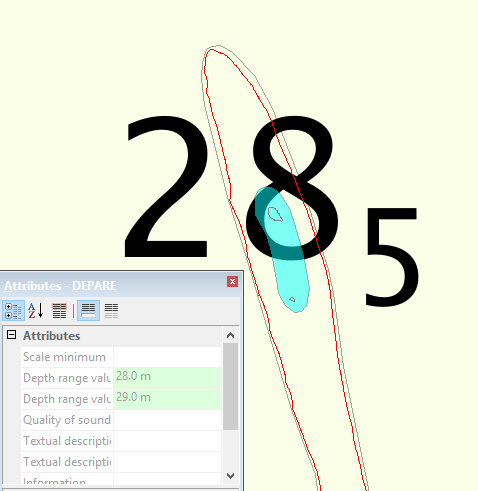 28 5
Attributes - DEPARE
Attributes
Scale minimum
Depth range valu 28.0 m
Depth range valu 29.0 m
Quality of sound
Textual descripti
Textual descripti
Information